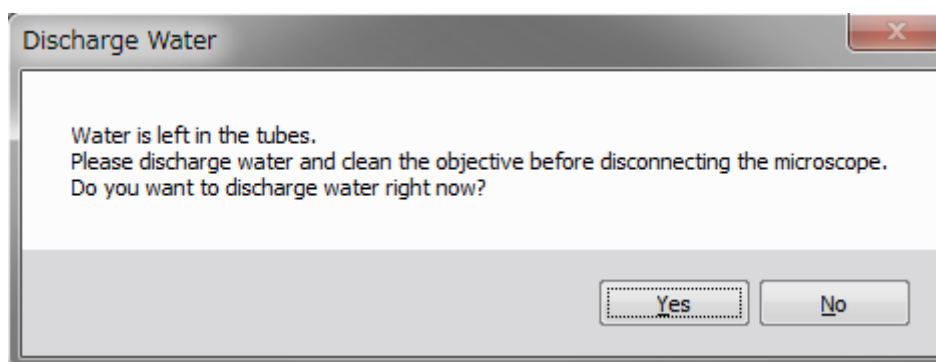 Discharge Water
Water is left in the tubes.
Please discharge water and clean the objective before disconnecting the microscope.
Do you want to discharge water right now?
Yes
No